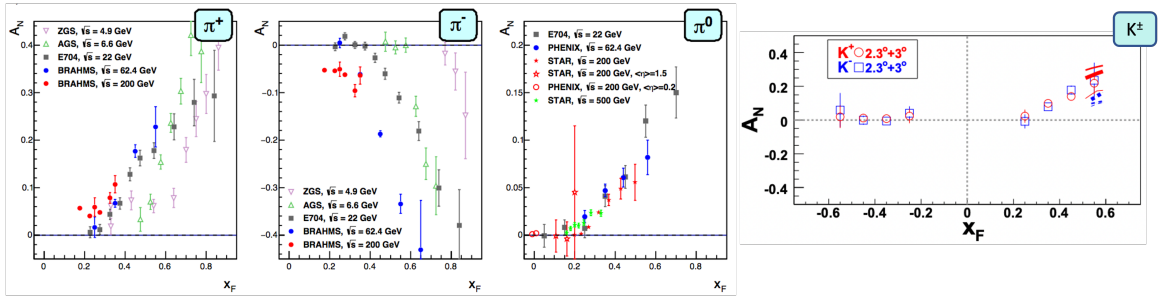 A_N
π⁺
ZGS, √s = 4.9 GeV
AGS, √s = 6.6 GeV
E704, √s = 22 GeV
BRAHMS, √s = 62.4 GeV
BRAHMS, √s = 200 GeV
0.4
0.3
0.2
0.1
0
0
0.2
0.4
0.6
0.8
x_F
A_N
π⁻
0
-0.1
-0.3
-0.4
ZGS, √s = 4.9 GeV
AGS, √s = 6.6 GeV
E704, √s = 22 GeV
BRAHMS, √s = 62.4 GeV
BRAHMS, √s = 200 GeV
0
0.2
0.4
0.6
0.8
x_F
A_N
π⁰
E704, √s = 22 GeV
PHENIX, √s = 62.4 GeV
STAR, √s = 200 GeV
STAR, √s = 200 GeV, <η>=1.5
PHENIX, √s = 200 GeV, <η>=0.2
STAR, √s = 500 GeV
0.2
0.05
0
0
0.2
0.4
0.6
0.8
x_F
K±
K⁺ 2.3°+3°
K⁻ 2.3°+3°
A_N
0.4
0.2
0
-0.2
-0.4
-0.6
-0.4
-0.2
0
0.2
0.4
0.6
x_F